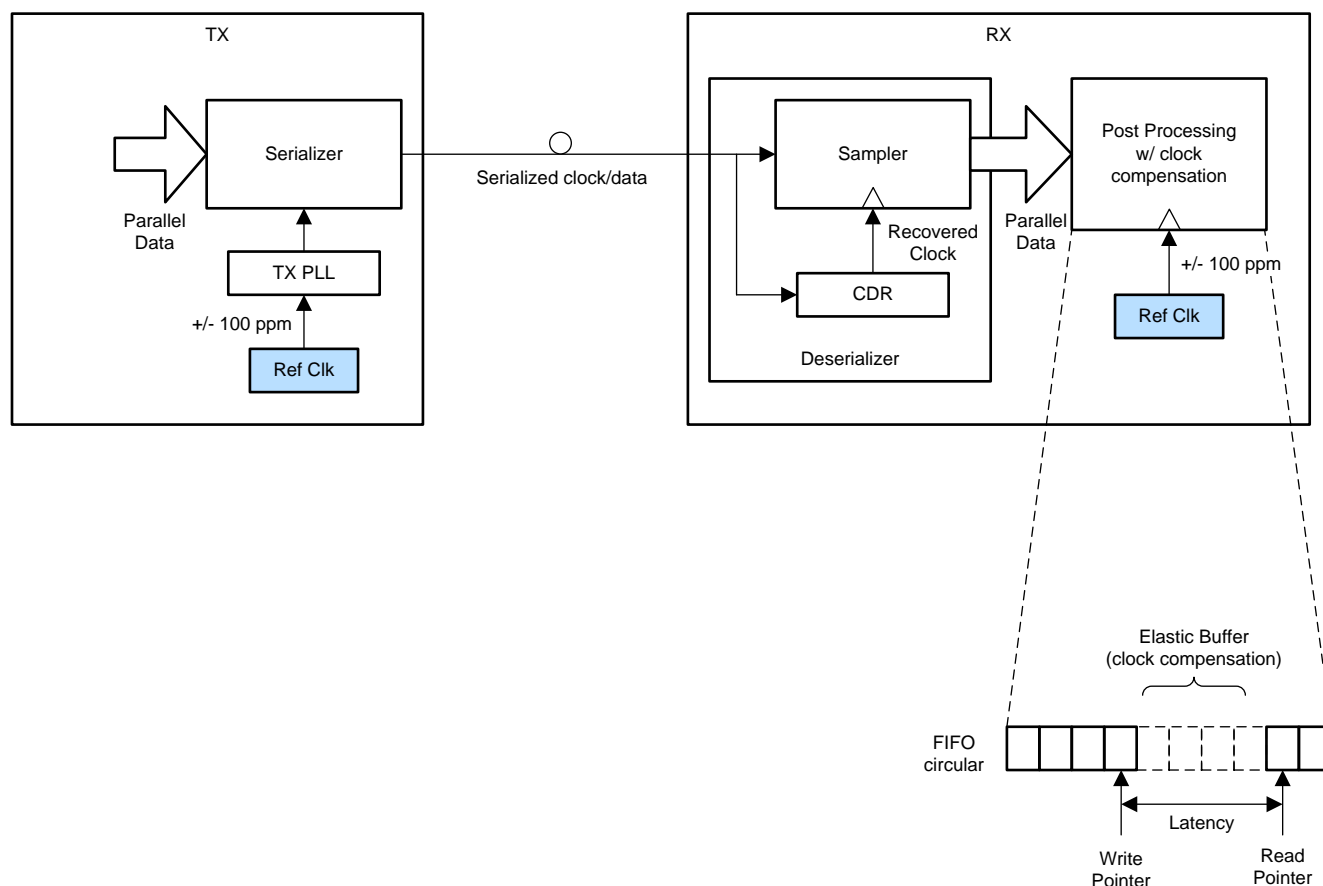 TX
Serializer
Parallel
Data
TX PLL
+/- 100 ppm
Ref Clk
Serialized clock/data
RX
Sampler
Recovered
Clock
CDR
Deserializer
Parallel
Data
Post Processing
w/ clock
compensation
+/- 100 ppm
Ref Clk
Elastic Buffer
(clock compensation)
FIFO
circular
Latency
Write
Pointer
Read
Pointer